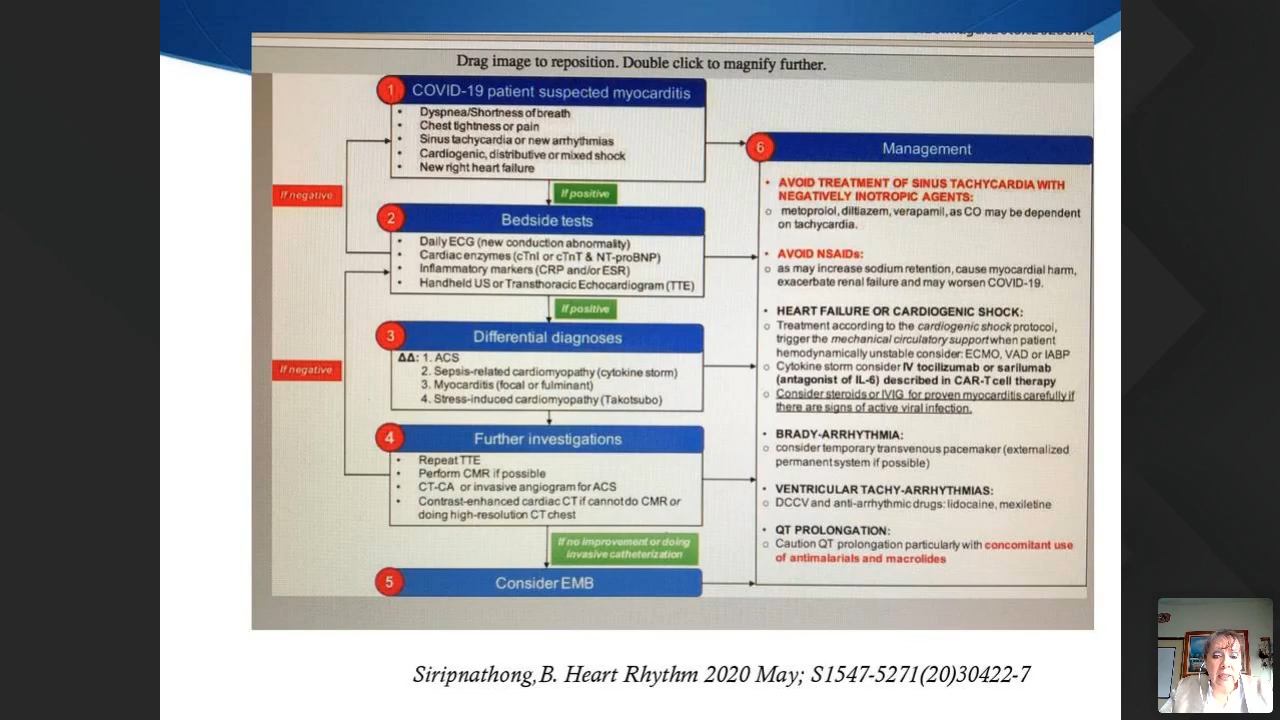 Drag image to reposition. Double click to magnify further.
1 COVID-19 patient suspected myocarditis
• Dyspnea/Shortness of breath
• Chest tightness or pain
• Sinus tachycardia or new arrhythmias
• Cardiogenic, distributive or mixed shock
• New right heart failure
If negative
If positive
2 Bedside tests
• Daily ECG (new conduction abnormality)
• Cardiac enzymes (cTnI or cTnT & NT-proBNP)
• Inflammatory markers (CRP and/or ESR)
• Handheld US or Transthoracic Echocardiogram (TTE)
If positive
3 Differential diagnoses
ΔΔ: 1. ACS
2. Sepsis-related cardiomyopathy (cytokine storm)
3. Myocarditis (focal or fulminant)
4. Stress-induced cardiomyopathy (Takotsubo)
If negative
4 Further investigations
• Repeat TTE
• Perform CMR if possible
• CT-CA or invasive angiogram for ACS
• Contrast-enhanced cardiac CT if cannot do CMR or
doing high-resolution CT chest
If no improvement or doing
invasive catheterization
5 Consider EMB
6 Management
• AVOID TREATMENT OF SINUS TACHYCARDIA WITH
NEGATIVELY INOTROPIC AGENTS:
o metoprolol, diltiazem, verapamil, as CO may be dependent
on tachycardia.
• AVOID NSAIDs:
o as may increase sodium retention, cause myocardial harm,
exacerbate renal failure and may worsen COVID-19.
• HEART FAILURE OR CARDIOGENIC SHOCK:
o Treatment according to the cardiogenic shock protocol,
trigger the mechanical circulatory support when patient
hemodynamically unstable consider: ECMO, VAD or IABP
o Cytokine storm consider IV tocilizumab or sarilumab
(antagonist of IL-6) described in CAR-T cell therapy
o Consider steroids or IVIG for proven myocarditis carefully if
there are signs of active viral infection.
• BRADY-ARRHYTHMIA:
o consider temporary transvenous pacemaker (externalized
permanent system if possible)
• VENTRICULAR TACHY-ARRHYTHMIAS:
o DCCV and anti-arrhythmic drugs: lidocaine, mexiletine
• QT PROLONGATION:
o Caution QT prolongation particularly with concomitant use
of antimalarials and macrolides
Siripnathong,B. Heart Rhythm 2020 May; S1547-5271(20)30422-7